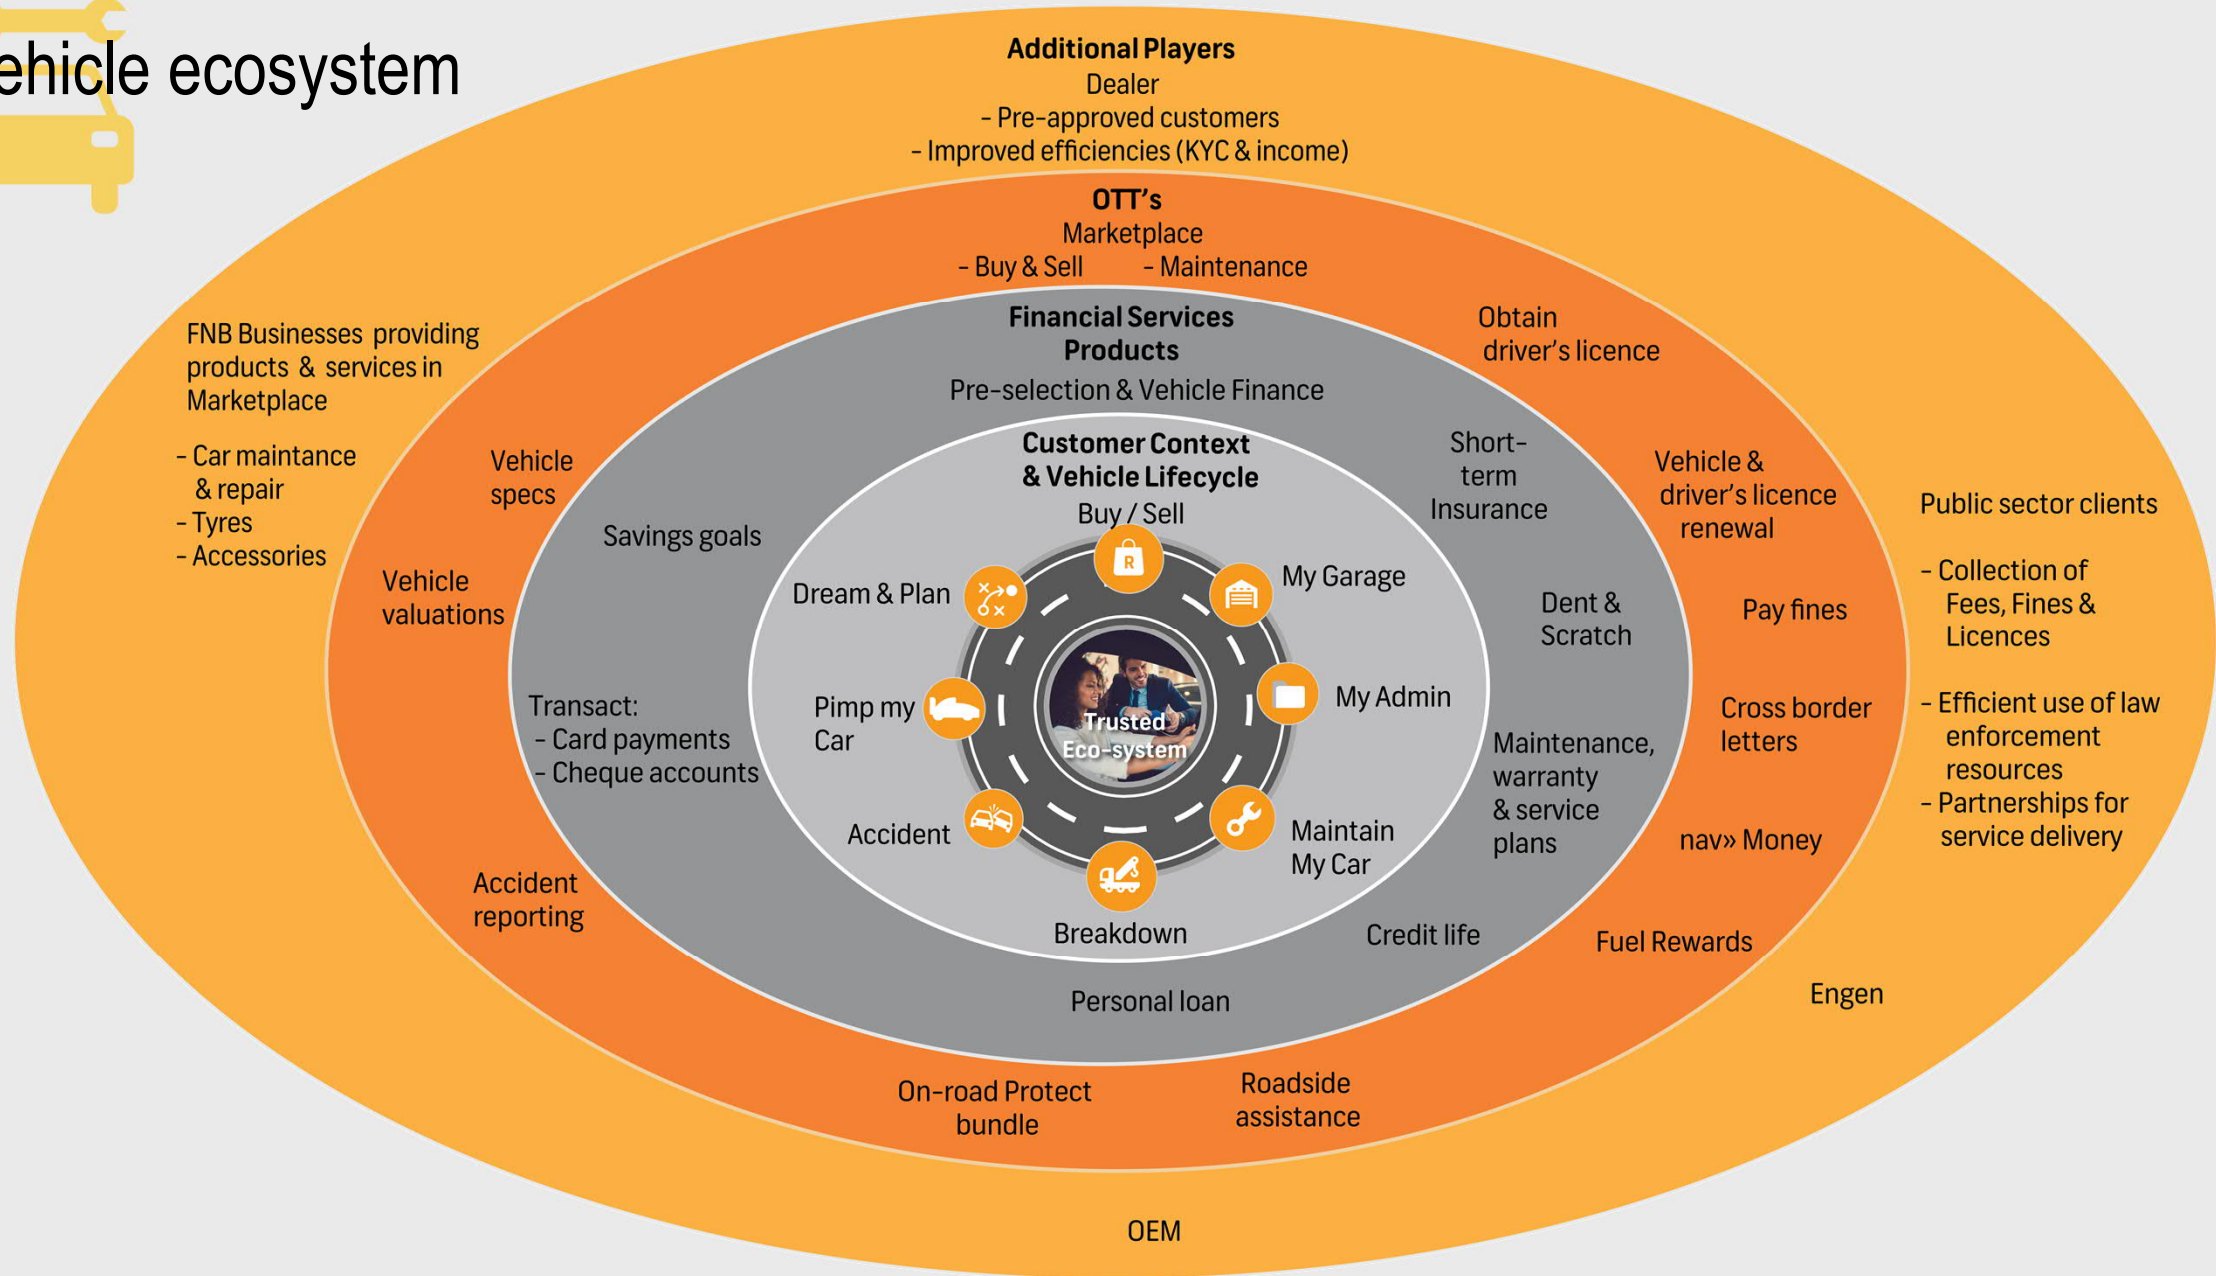 ehicle ecosystem
Additional Players
Dealer
- Pre-approved customers
- Improved efficiencies (KYC & income)
OTT's
Marketplace
- Buy & Sell - Maintenance
Financial Services
Products
Pre-selection & Vehicle Finance
Customer Context
& Vehicle Lifecycle
Buy / Sell
R
My Garage
My Admin
Maintain
My Car
Breakdown
Accident
Pimp my
Car
Dream & Plan
Trusted
Eco-system
Short-
term
Insurance
Dent &
Scratch
Maintenance,
warranty
& service
plans
Credit life
Personal loan
Transact:
- Card payments
- Cheque accounts
Savings goals
Obtain
driver's licence
Vehicle &
driver's licence
renewal
Pay fines
Cross border
letters
nav» Money
Fuel Rewards
Roadside
assistance
On-road Protect
bundle
Accident
reporting
Vehicle
valuations
Vehicle
specs
Public sector clients
- Collection of
Fees, Fines &
Licences
- Efficient use of law
enforcement
resources
- Partnerships for
service delivery
Engen
OEM
FNB Businesses providing
products & services in
Marketplace
- Car maintance
& repair
- Tyres
- Accessories